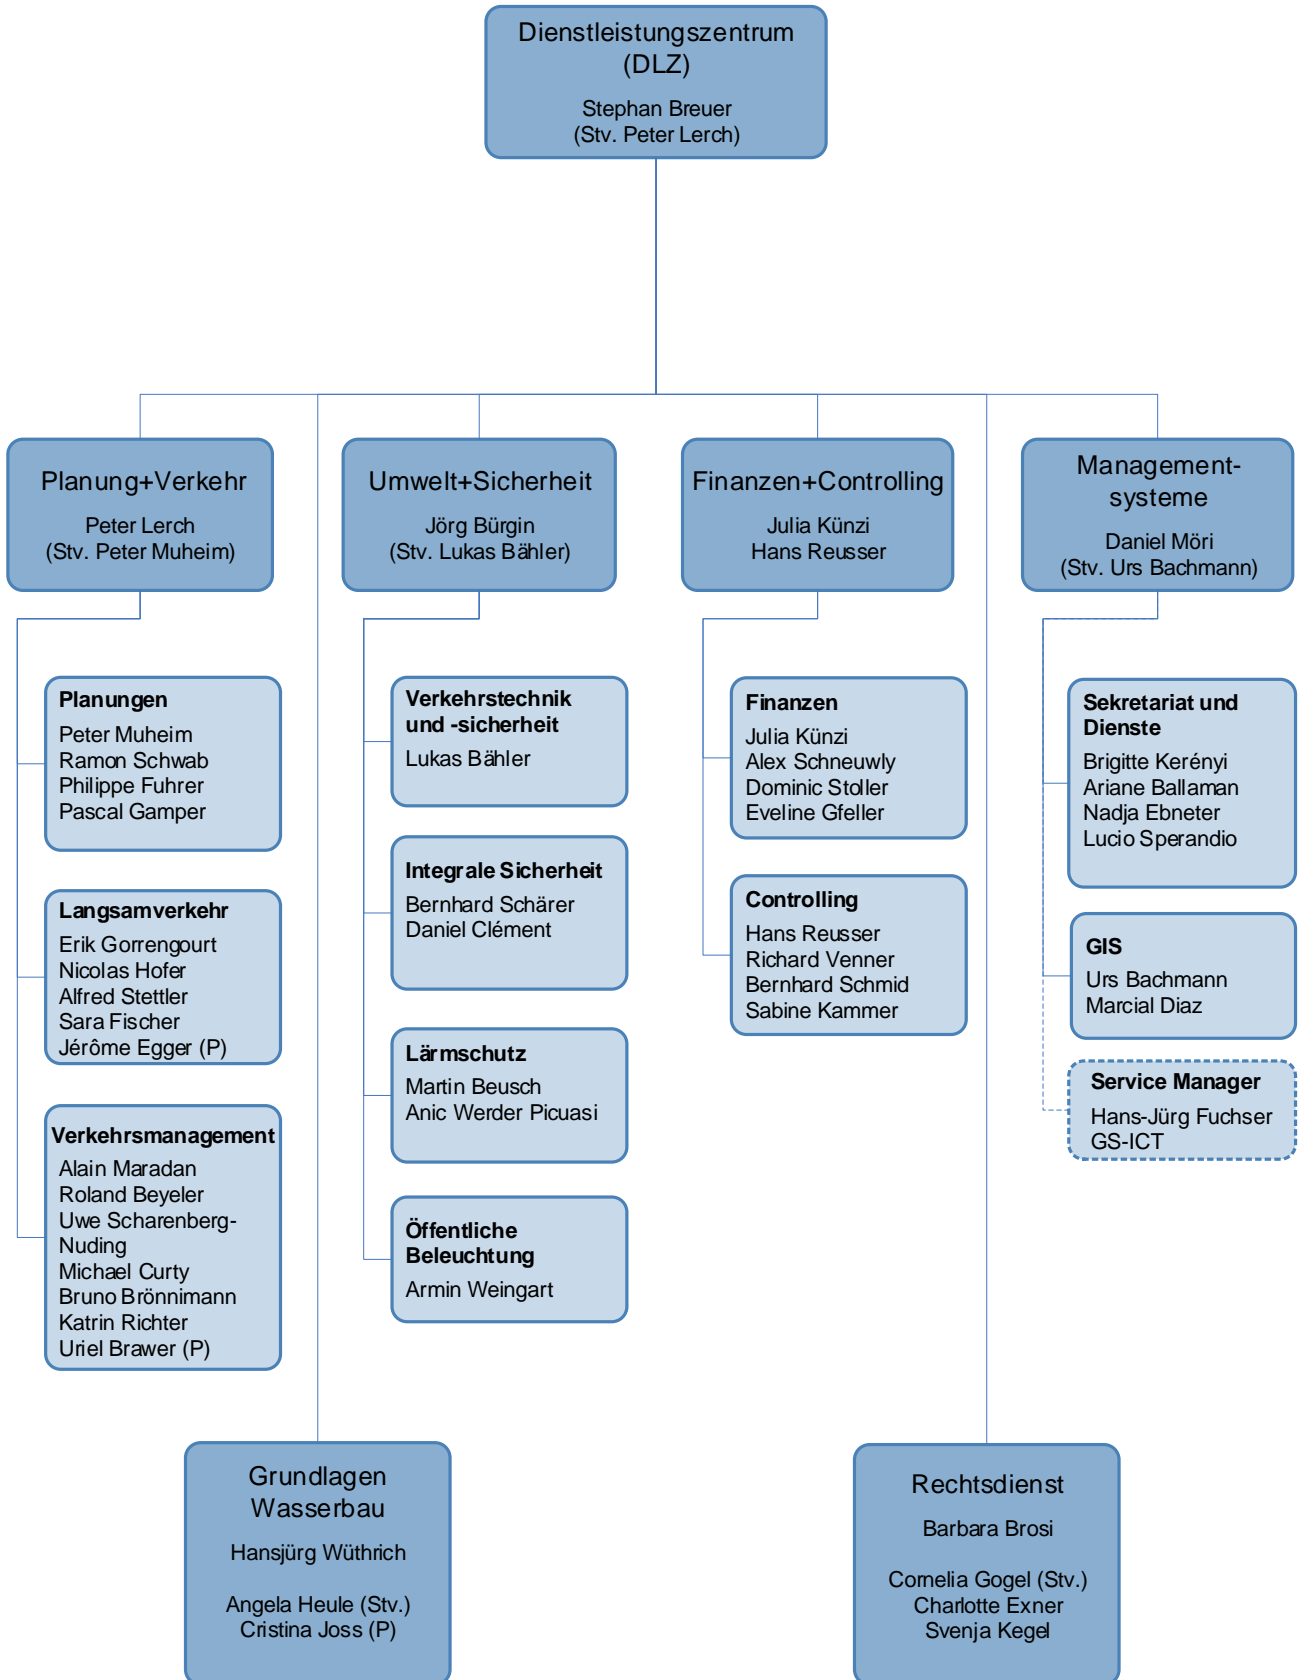 Dienstleistungszentrum
(DLZ)
Stephan Breuer
(Stv. Peter Lerch)
Planung+Verkehr
Peter Lerch
(Stv. Peter Muheim)
Planungen
Peter Muheim
Ramon Schwab
Philippe Fuhrer
Pascal Gamper
Langsamverkehr
Erik Gorrengourt
Nicolas Hofer
Alfred Stettler
Sara Fischer
Jérôme Egger (P)
Verkehrsmanagement
Alain Maradan
Roland Beyeler
Uwe Scharenberg-
Nuding
Michael Curty
Bruno Brönnimann
Katrin Richter
Uriel Brawer (P)
Umwelt+Sicherheit
Jörg Bürgin
(Stv. Lukas Bähler)
Verkehrstechnik
und -sicherheit
Lukas Bähler
Integrale Sicherheit
Bernhard Schärer
Daniel Clément
Lärmschutz
Martin Beusch
Anic Werder Picuasi
Öffentliche
Beleuchtung
Armin Weingart
Finanzen+Controlling
Julia Künzi
Hans Reusser
Finanzen
Julia Künzi
Alex Schneuwly
Dominic Stoller
Eveline Gfeller
Controlling
Hans Reusser
Richard Venner
Bernhard Schmid
Sabine Kammer
Management-
systeme
Daniel Möri
(Stv. Urs Bachmann)
Sekretariat und
Dienste
Brigitte Kerényi
Ariane Ballaman
Nadja Ebneter
Lucio Sperandio
GIS
Urs Bachmann
Marcial Diaz
Service Manager
Hans-Jürg Fuchser
GS-ICT
Grundlagen
Wasserbau
Hansjürg Wüthrich
Angela Heule (Stv.)
Cristina Joss (P)
Rechtsdienst
Barbara Brosi
Cornelia Gogel (Stv.)
Charlotte Exner
Svenja Kegel